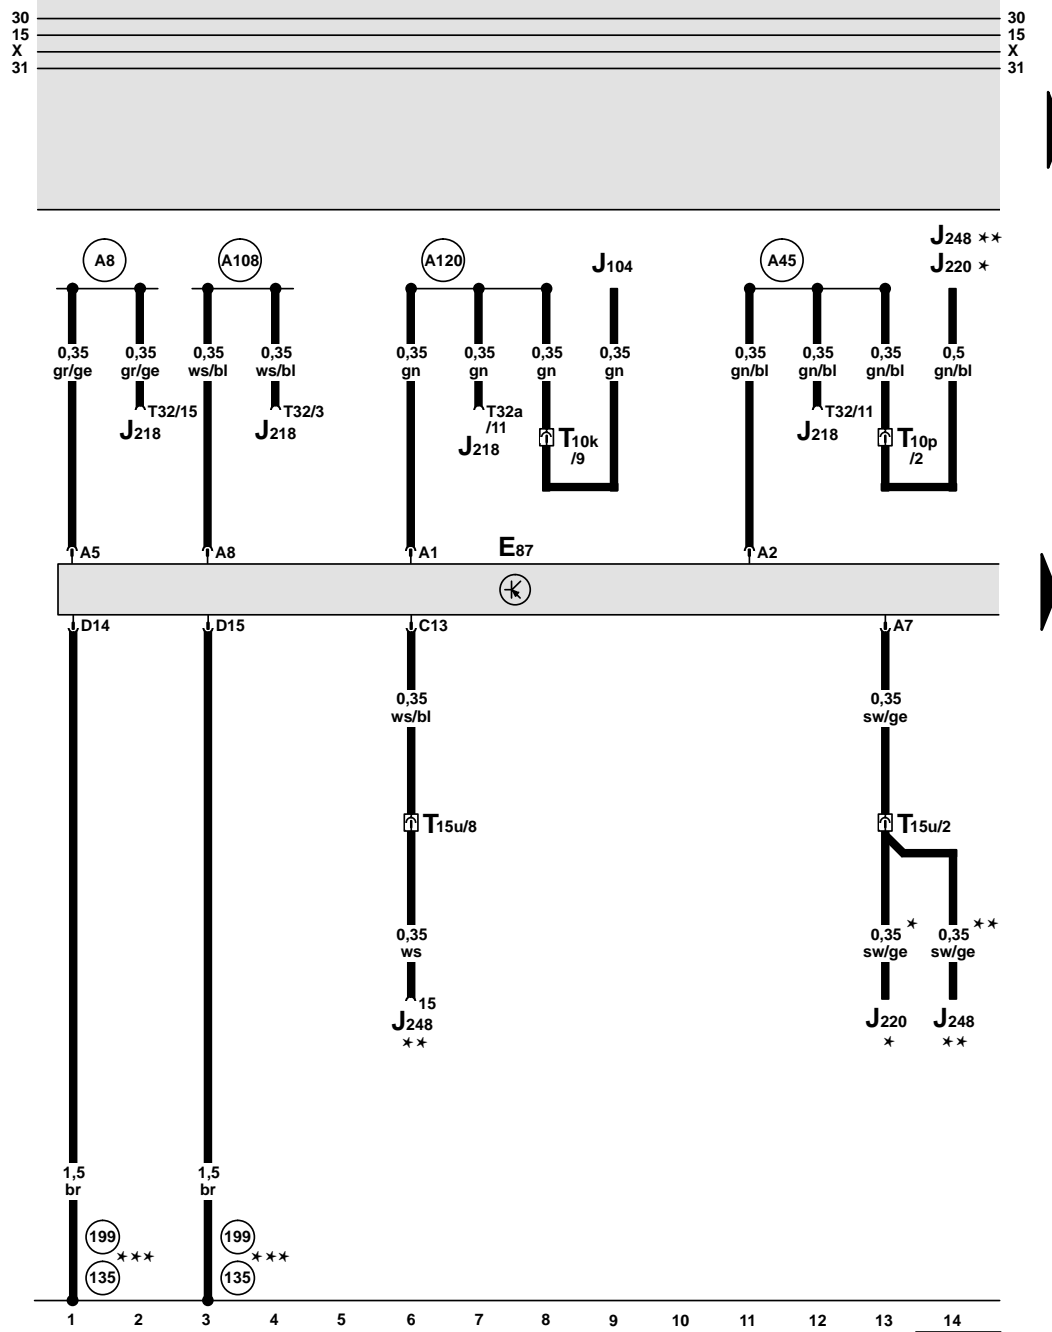 30 30
15 15
X X
31 31
J248 ★★
A8 A108 A120 J104 A45 J220 ★
0,35 0,35 0,35 0,35 0,35 0,35 0,35 0,35 0,35 0,35 0,35 0,5
gr/ge gr/ge ws/bl ws/bl gn gn gn gn gn/bl gn/bl gn/bl gn/bl
T32/15 T32/3 T32a T32/11
/11
J218 J218 J218 J218
T10k T10p
/9 /2
A5 A8 A1 E87 A2
D14 D15 C13 A7
0,35 0,35
ws/bl sw/ge
T15u/8 T15u/2
★ ★★
0,35 0,35 0,35
ws sw/ge sw/ge
15
J248 J220 J248
★★ ★ ★★
1,5 1,5
br br
199 199
★★★ ★★★
135 135
1 2 3 4 5 6 7 8 9 10 11 12 13 14